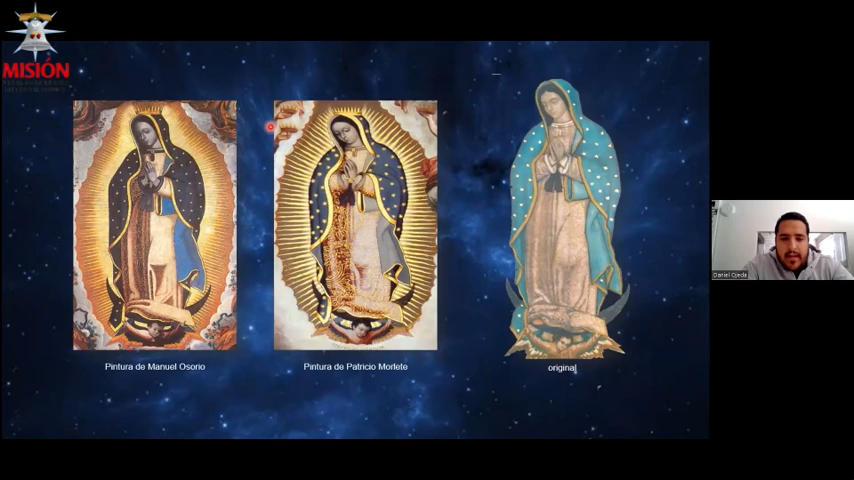 MISIÓN
Pintura de Manuel Osorio
Pintura de Patricio Morlete
original
Daniel Ojeda